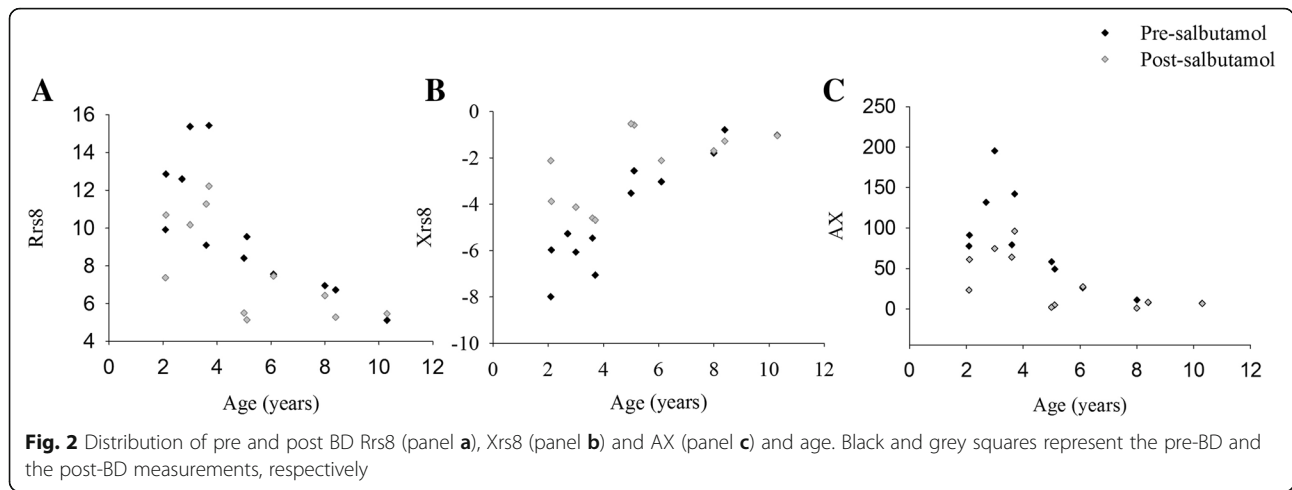 Pre-salbutamol
Post-salbutamol
A
16
14
12
10
8
6
4
Rrs8
0 2 4 6 8 10 12
Age (years)
B
0
-2
-4
-6
-8
-10
Xrs8
0 2 4 6 8 10 12
Age (years)
C
250
200
150
100
50
0
AX
0 2 4 6 8 10 12
Age (years)
Fig. 2 Distribution of pre and post BD Rrs8 (panel a), Xrs8 (panel b) and AX (panel c) and age. Black and grey squares represent the pre-BD and
the post-BD measurements, respectively